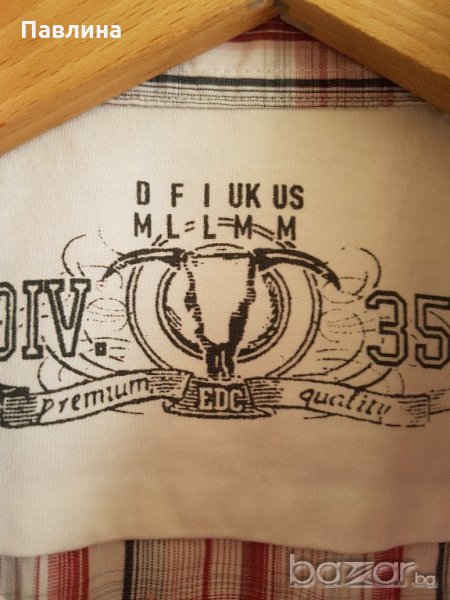 Павлина
D F I UK US
M L L M M
DIV. 35
premium EDC quality
bazar.bg